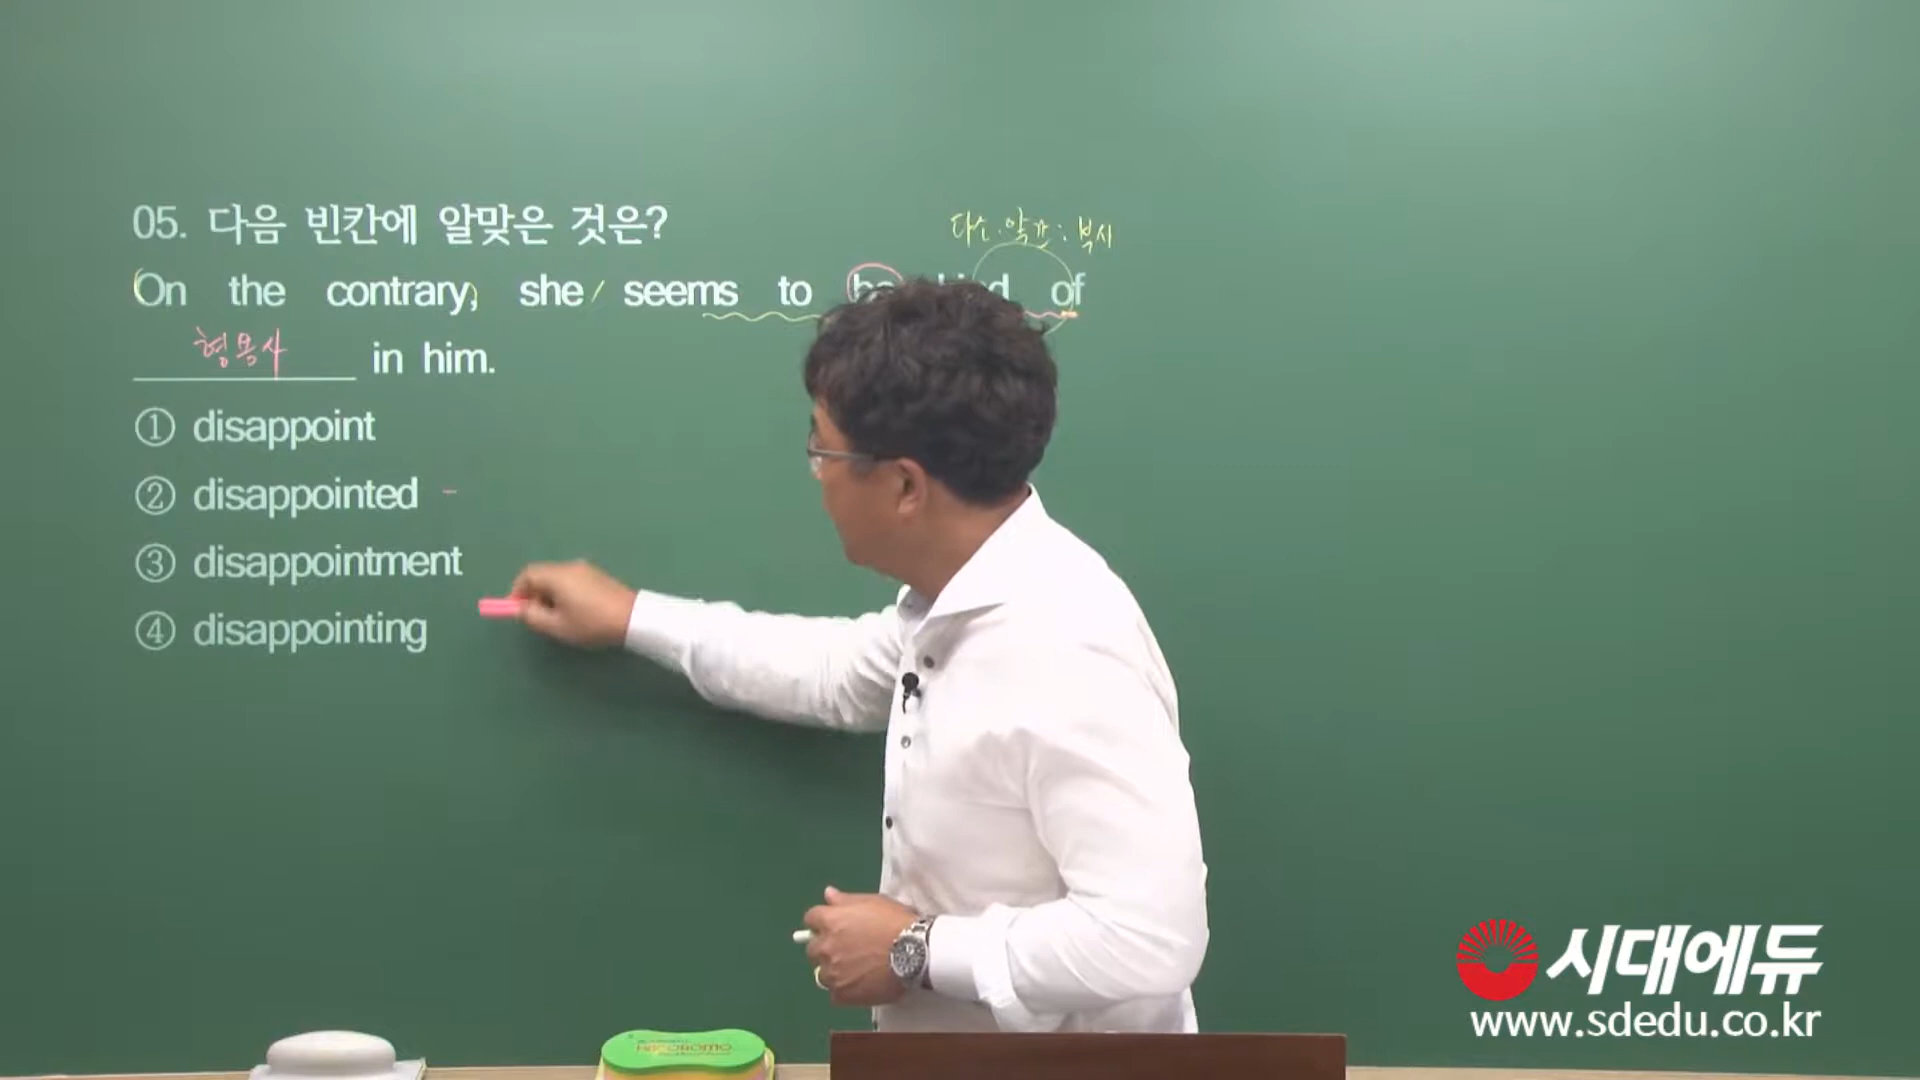 05. 다음 빈칸에 알맞은 것은?
다소·약간: 부사
On the contrary, she / seems to be kind of
형용사 in him.
① disappoint
② disappointed -
③ disappointment
④ disappointing
시대에듀
www.sdedu.co.kr